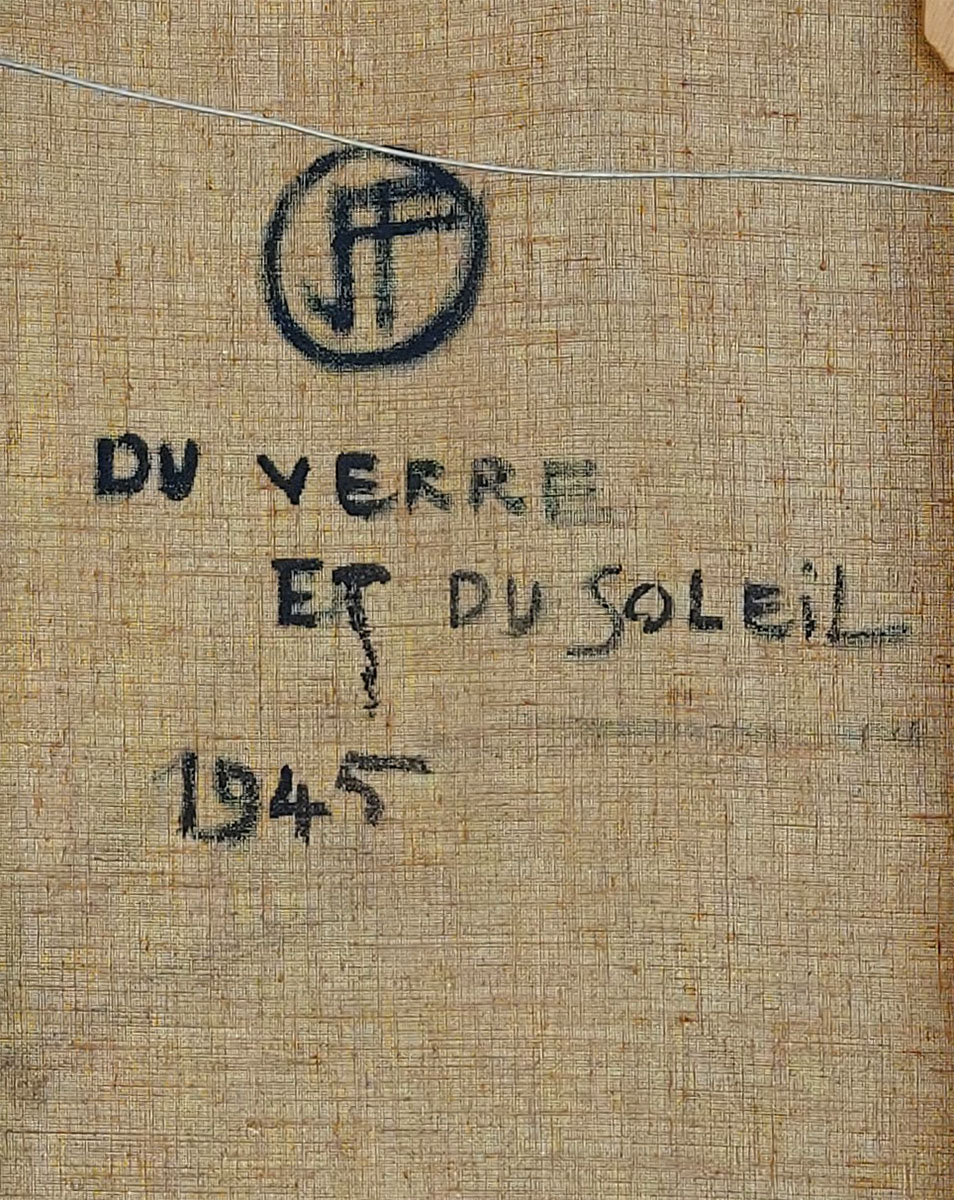 DU VERRE
ET DU SOLEIL
1945